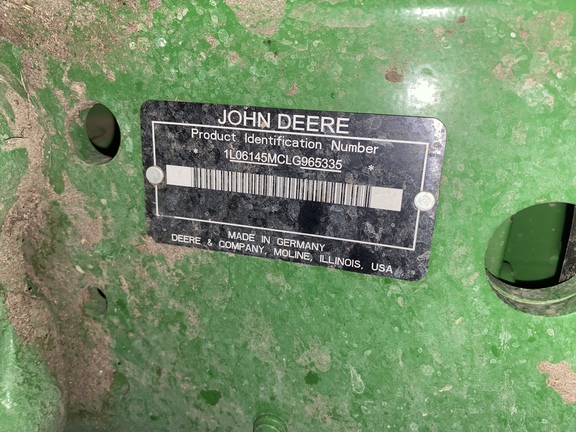 JOHN DEERE
Product Identification Number
* 1L06145MCLG965335 *
MADE IN GERMANY
DEERE & COMPANY, MOLINE, ILLINOIS, USA